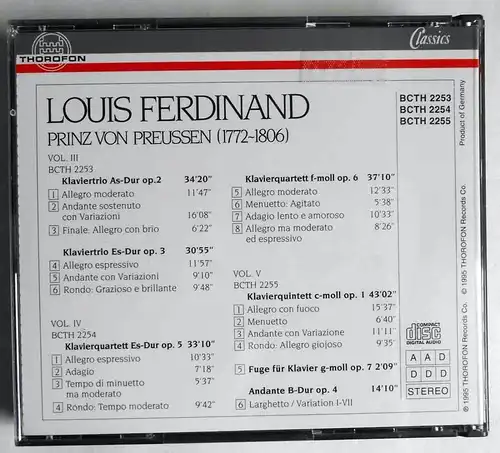 THOROFON
Classics
LOUIS FERDINAND
PRINZ VON PREUSSEN (1772-1806)
BCTH 2253
BCTH 2254
BCTH 2255
Product of Germany
VOL. III
BCTH 2253
Klaviertrio As-Dur op.2 34'20"
1 Allegro moderato 11'47"
2 Andante sostenuto
con Variazioni 16'08"
3 Finale: Allegro con brio 6'22"
Klaviertrio Es-Dur op. 3 30'55"
4 Allegro espressivo 11'57"
5 Andante con Variazioni 9'10"
6 Rondo: Grazioso e brillante 9'48"
VOL. IV
BCTH 2254
Klavierquartett Es-Dur op. 5 33'10"
1 Allegro espressivo 10'33"
2 Adagio 7'18"
3 Tempo di minuetto
ma moderato 5'37"
4 Rondo: Tempo moderato 9'42"
Klavierquartett f-moll op. 6 37'10"
5 Allegro moderato 12'33"
6 Menuetto: Agitato 5'38"
7 Adagio lento e amoroso 10'33"
8 Allegro ma moderato
ed espressivo 8'26"
VOL. V
BCTH 2255
Klavierquintett c-moll op. 1 43'02"
1 Allegro con fuoco 15'37"
2 Menuetto 6'40"
3 Andante con Variazione 11'11"
4 Rondo: Allegro giojoso 9'35"
5 Fuge für Klavier g-moll op. 7 2'09"
Andante B-Dur op. 4 14'10"
6 Larghetto / Variation I-VII
COMPACT
disc
DIGITAL AUDIO
A A D
D D D
STEREO
℗ 1995 THOROFON Records Co.
© 1995 THOROFON Records Co.